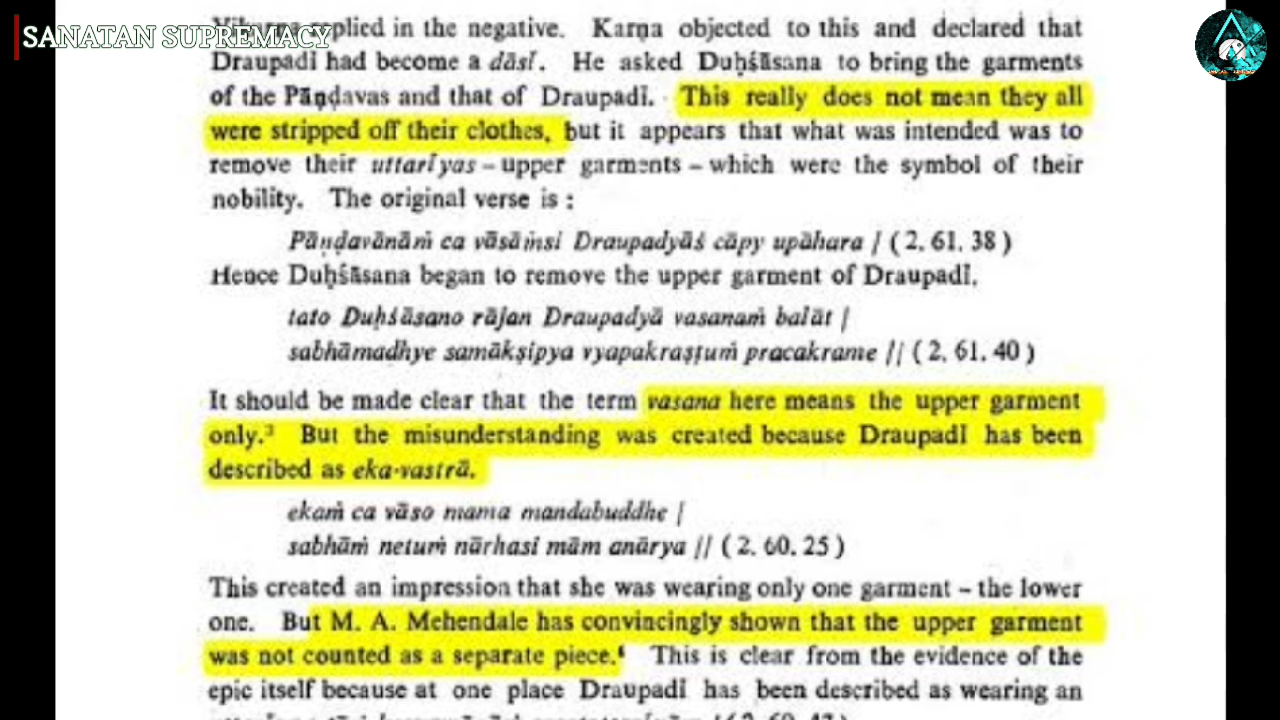 SANATAN SUPREMACY
plied in the negative. Karṇa objected to this and declared that
Draupadī had become a dāsī. He asked Duḥśāsana to bring the garments
of the Pāṇḍavas and that of Draupadī. This really does not mean they all
were stripped off their clothes, but it appears that what was intended was to
remove their uttarīyas – upper garments – which were the symbol of their
nobility. The original verse is :
Pāṇḍavānāṁ ca vāsāṁsi Draupadyāś cāpy upāhara / ( 2. 61. 38 )
Hence Duḥśāsana began to remove the upper garment of Draupadī.
tato Duḥśāsano rājan Draupadyā vasanaṁ balāt /
sabhāmadhye samākṣipya vyapakraṣṭuṁ pracakrame // ( 2. 61. 40 )
It should be made clear that the term vasana here means the upper garment
only.³ But the misunderstanding was created because Draupadī has been
described as eka-vastrā.
ekaṁ ca vāso mama mandabuddhe /
sabhāṁ netuṁ nārhasi mām anārya // ( 2. 60. 25 )
This created an impression that she was wearing only one garment – the lower
one. But M. A. Mehendale has convincingly shown that the upper garment
was not counted as a separate piece.⁴ This is clear from the evidence of the
epic itself because at one place Draupadī has been described as wearing an